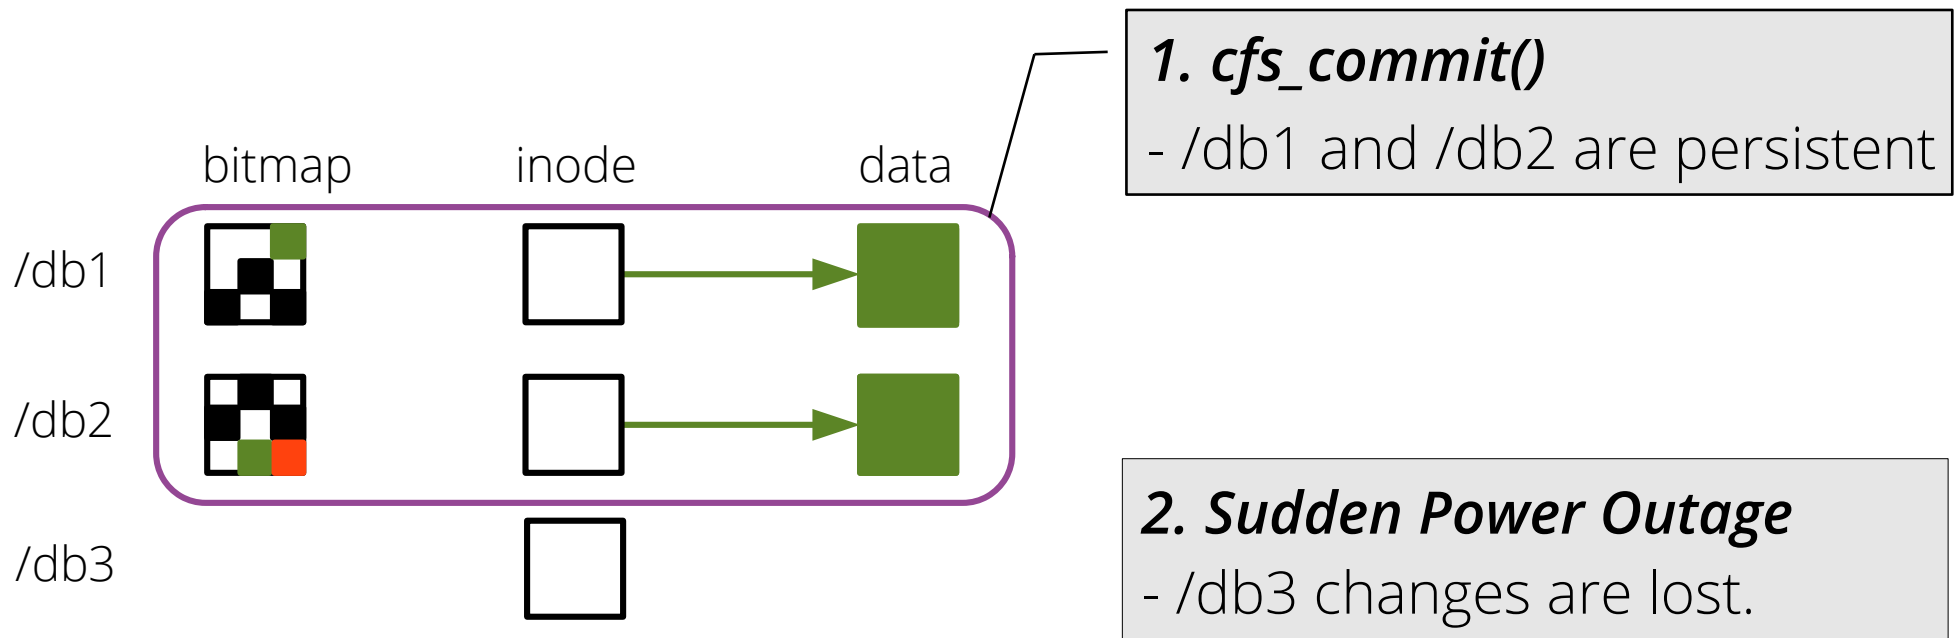 1. cfs_commit()
- /db1 and /db2 are persistent
bitmap inode data
/db1
/db2
/db3
2. Sudden Power Outage
- /db3 changes are lost.